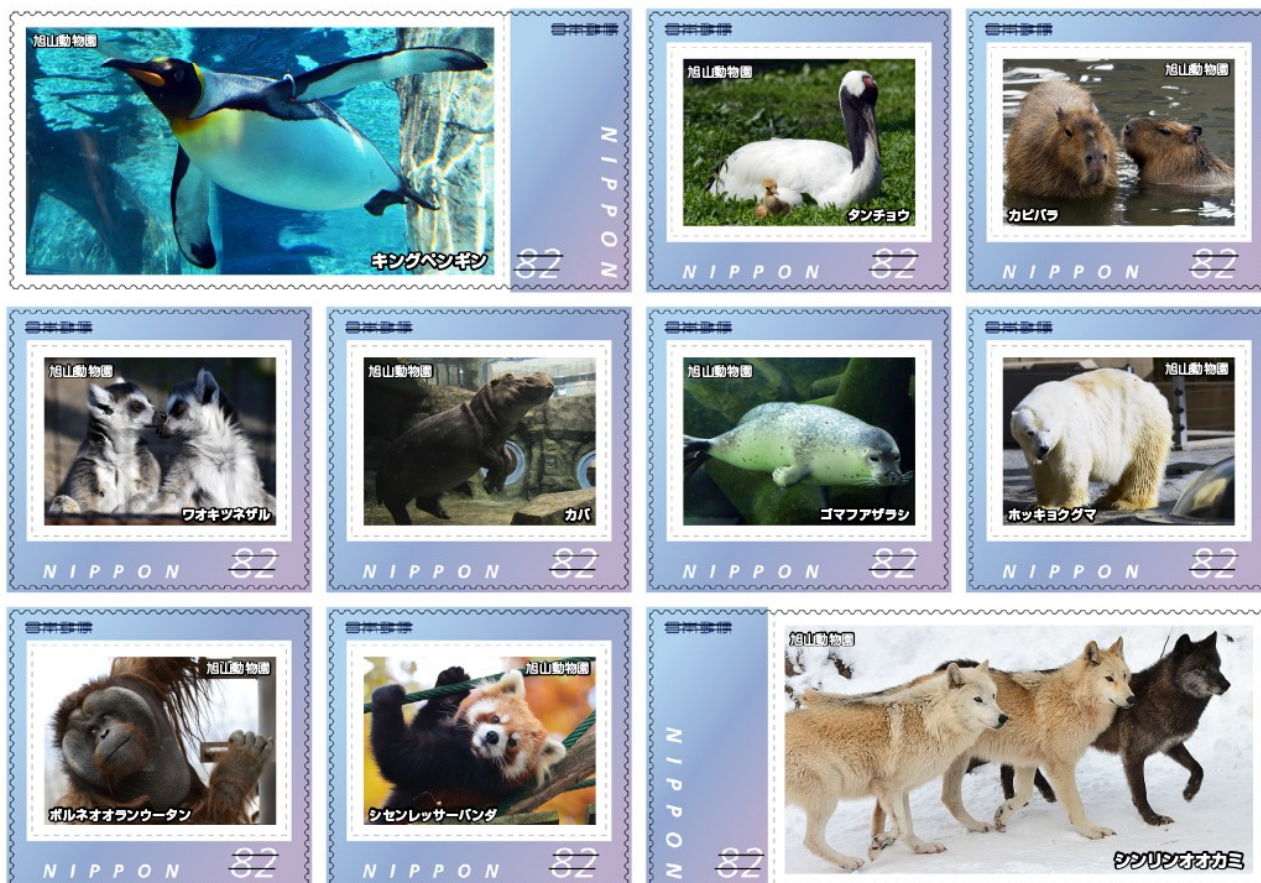 旭山動物園
キングペンギン
日本郵便
NIPPON
82
日本郵便
旭山動物園
タンチョウ
NIPPON
82
日本郵便
旭山動物園
カピバラ
NIPPON
82
日本郵便
旭山動物園
ワオキツネザル
NIPPON
82
日本郵便
旭山動物園
カバ
NIPPON
82
日本郵便
旭山動物園
ゴマフアザラシ
NIPPON
82
日本郵便
旭山動物園
ホッキョクグマ
NIPPON
82
日本郵便
旭山動物園
ボルネオオランウータン
NIPPON
82
日本郵便
旭山動物園
シセンレッサーパンダ
NIPPON
82
日本郵便
NIPPON
82
旭山動物園
シンリンオオカミ